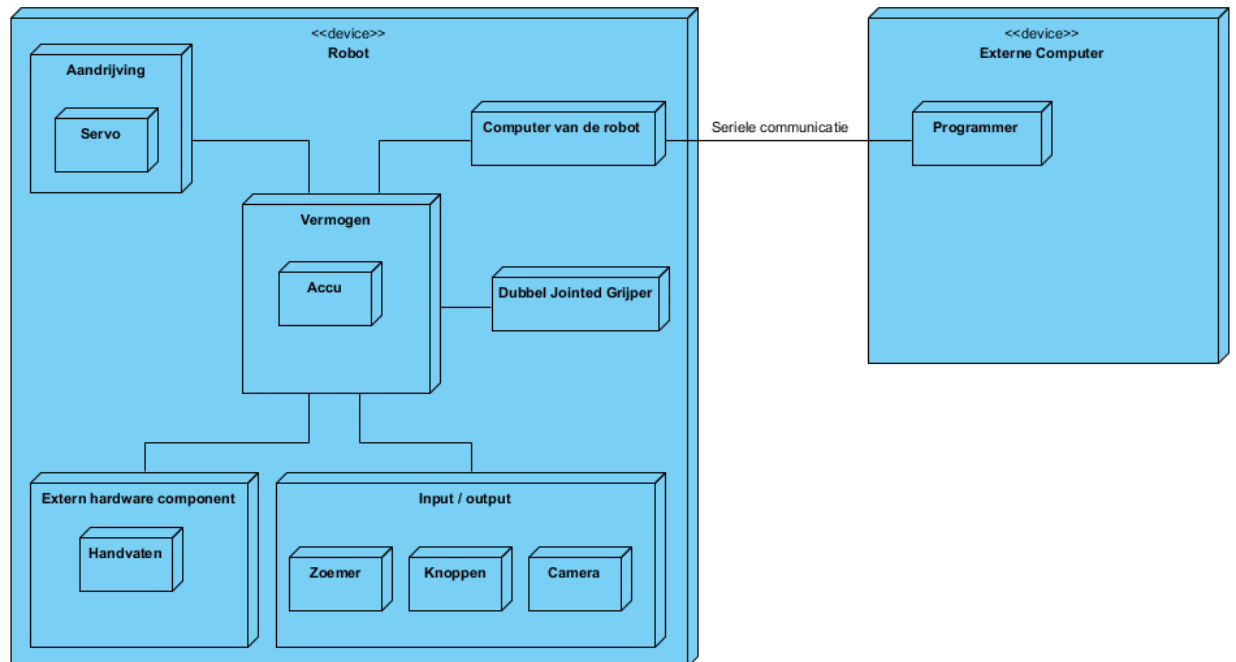 <<device>>
Robot
Aandrijving
Servo
Computer van de robot
Seriele communicatie
<<device>>
Externe Computer
Programmer
Vermogen
Accu
Dubbel Jointed Grijper
Extern hardware component
Handvaten
Input / output
Zoemer
Knoppen
Camera